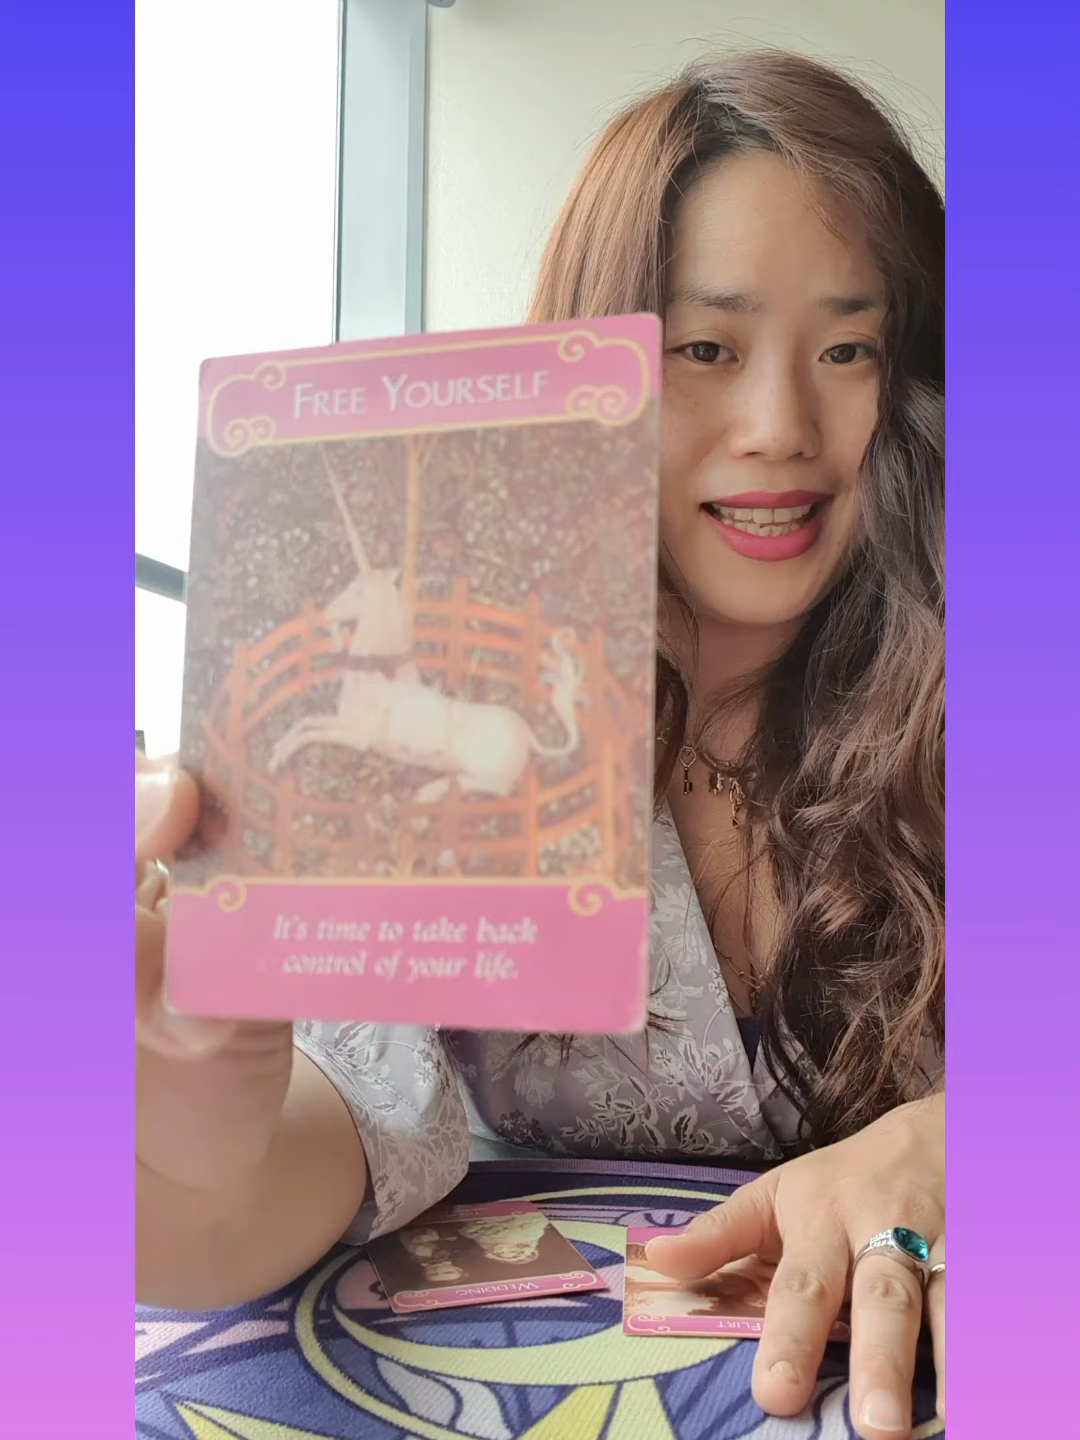 FREE YOURSELF
It's time to take back
control of your life.
WEDDING
FLIRT